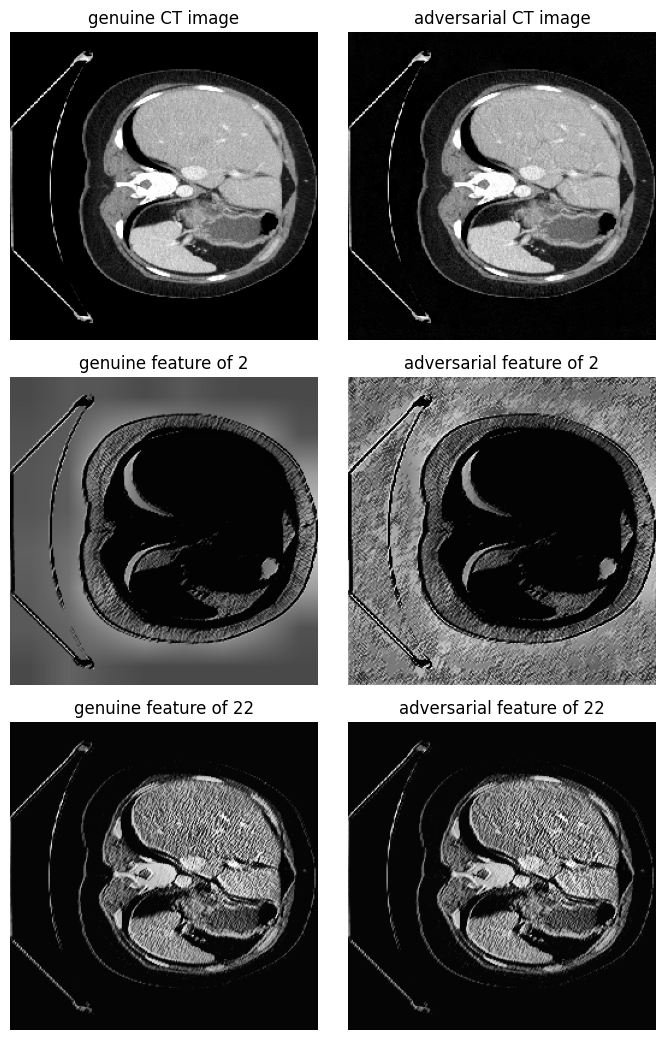 genuine CT image
adversarial CT image
genuine feature of 2
adversarial feature of 2
genuine feature of 22
adversarial feature of 22